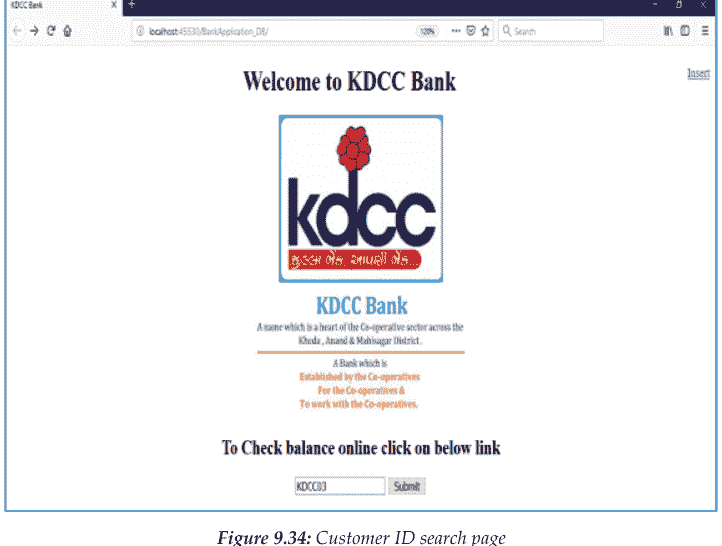 KDCC Bank
localhost:45530/BankApplication_DB/
120%
Search
Insert
Welcome to KDCC Bank
kdcc
KDCC Bank
A name which is a heart of the Co-operative sector across the
Kheda , Anand & Mahisagar District .
A Bank which is
Established by the Co-operatives
For the Co-operatives &
To work with the Co-operatives.
To Check balance online click on below link
KDCC03
Submit
Figure 9.34: Customer ID search page